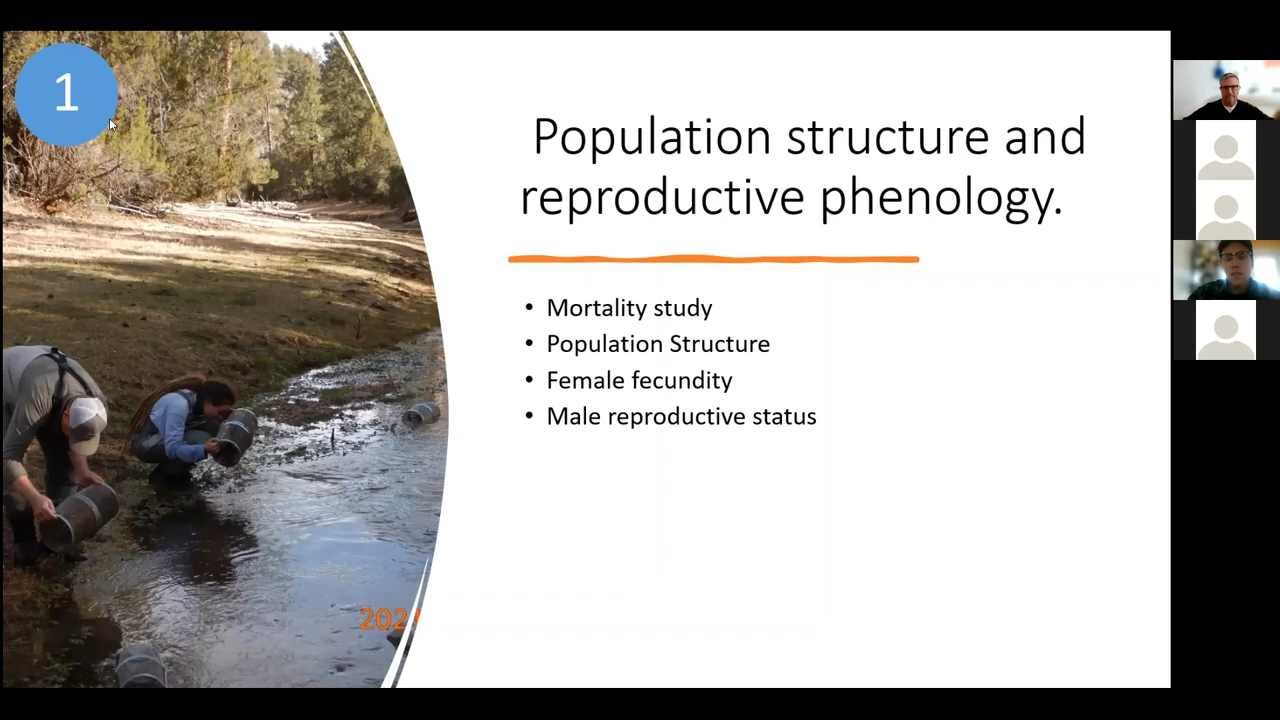 1
Population structure and
reproductive phenology.
• Mortality study
• Population Structure
• Female fecundity
• Male reproductive status
202